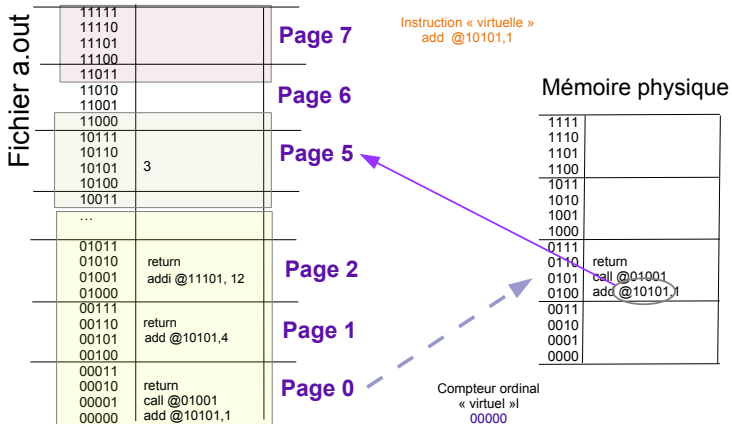 Fichier a.out
11111
11110
11101
11100
Page 7
11011
11010
11001
11000
Page 6
10111
10110
10101 3
10100
Page 5
10011
...
01011
01010 return
01001 addi @11101, 12
01000
Page 2
00111
00110 return
00101 add @10101,4
00100
Page 1
00011
00010 return
00001 call @01001
00000 add @10101,1
Page 0
Instruction « virtuelle »
add @10101,1
Mémoire physique
1111
1110
1101
1100
1011
1010
1001
1000
0111
0110 return
0101 call @01001
0100 add @10101,1
0011
0010
0001
0000
Compteur ordinal
« virtuel »l
00000